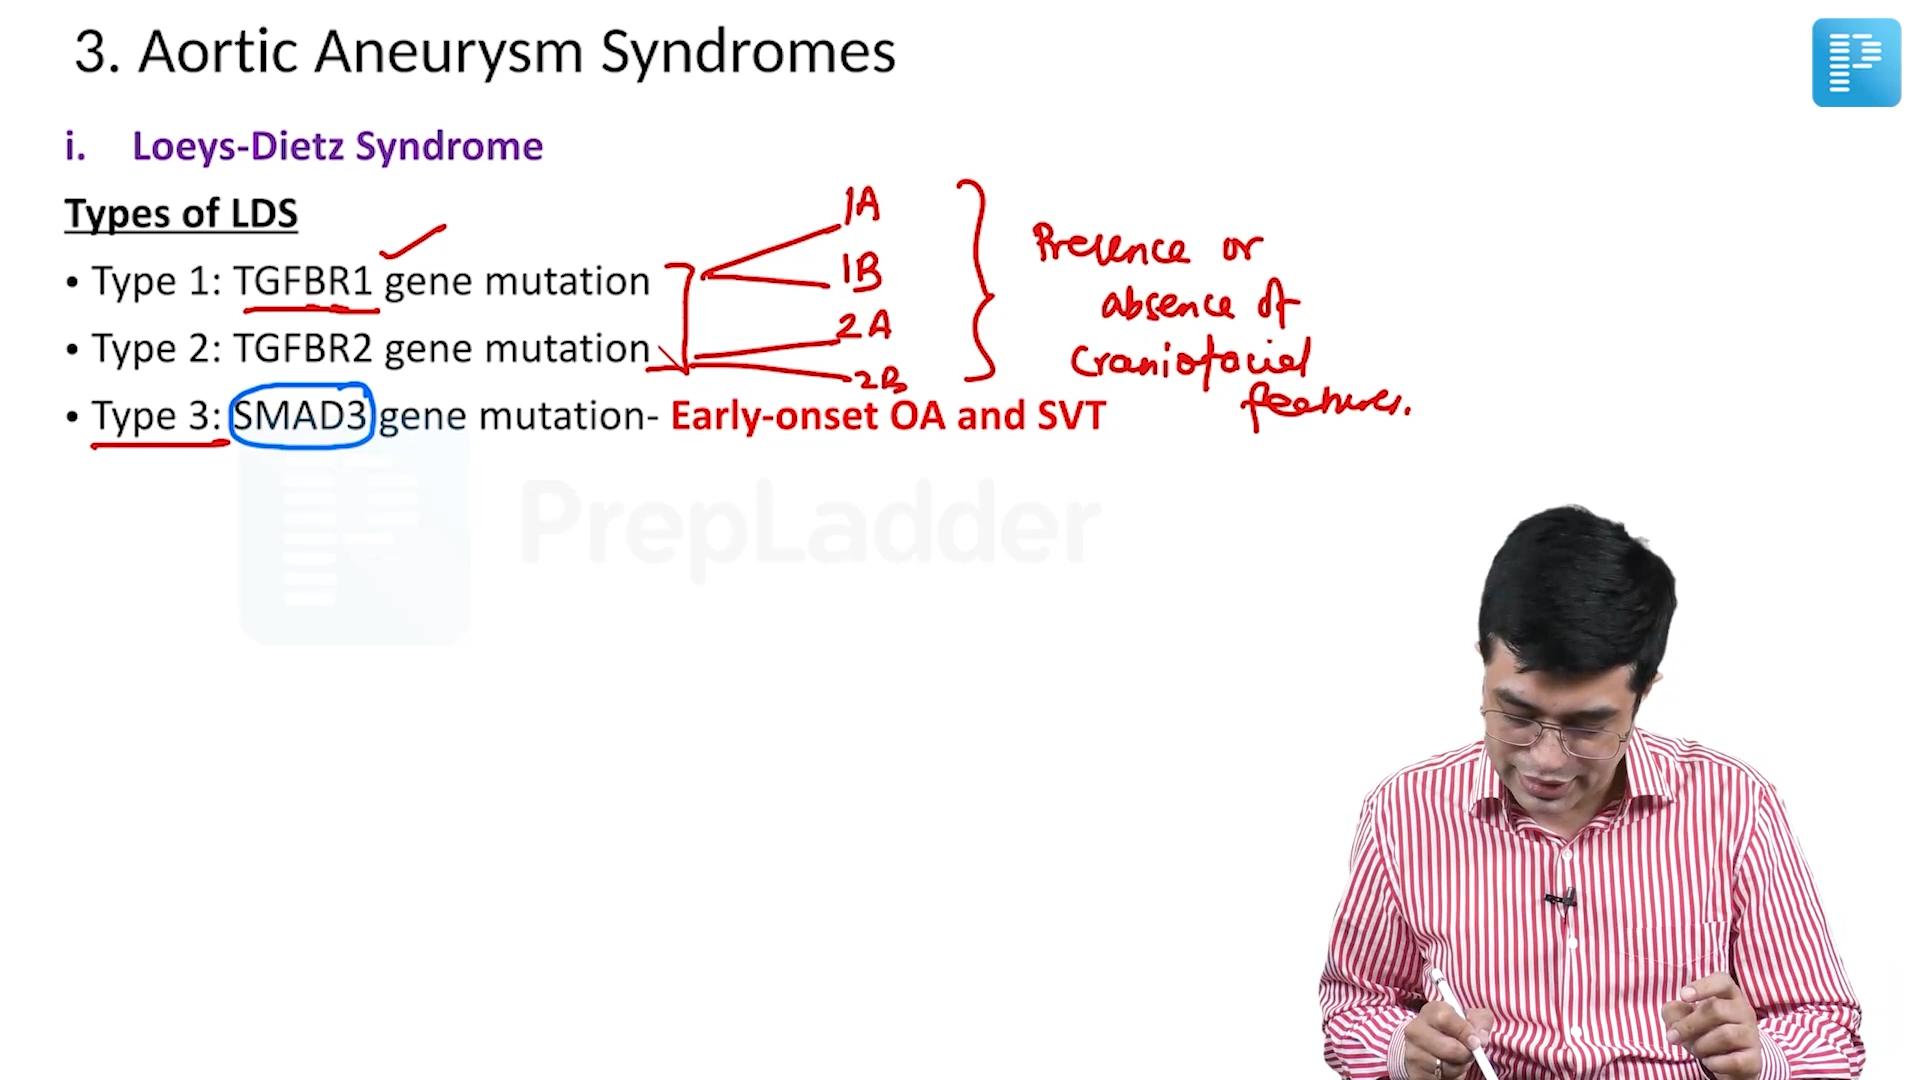 3. Aortic Aneurysm Syndromes
i. Loeys-Dietz Syndrome
Types of LDS
• Type 1: TGFBR1 gene mutation
• Type 2: TGFBR2 gene mutation
• Type 3: SMAD3 gene mutation- Early-onset OA and SVT
1A
1B
2A
2B
Presence or
absence of
craniofacial
features.
PrepLadder